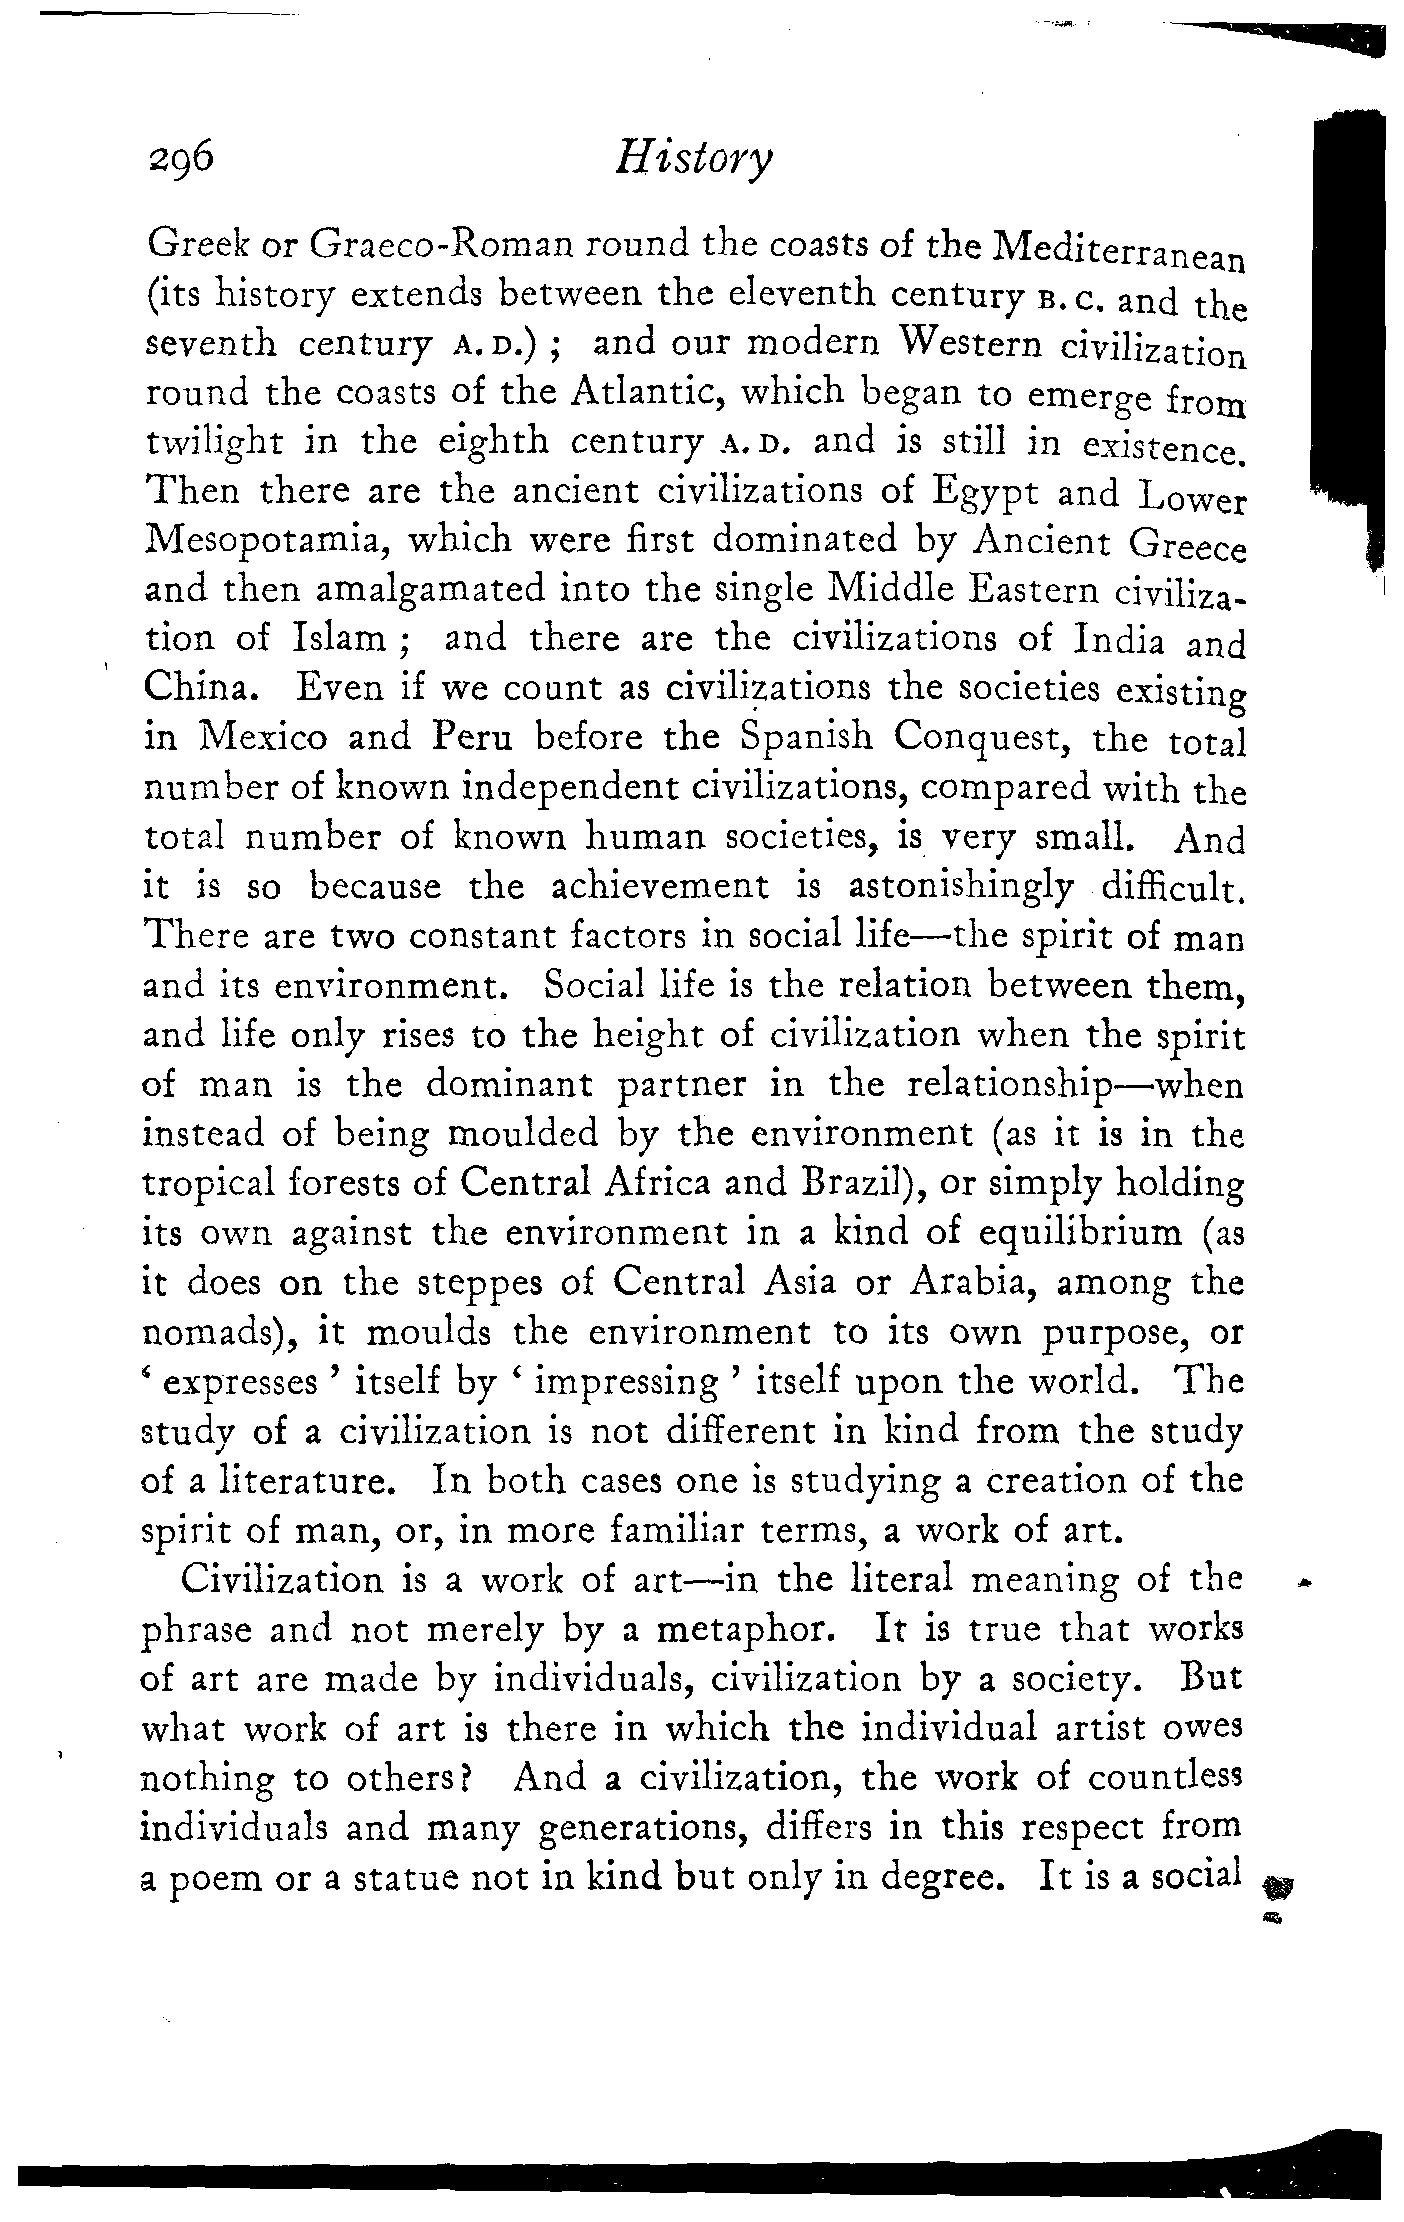 296 History
Greek or Graeco-Roman round the coasts of the Mediterranean
(its history extends between the eleventh century B. C. and the
seventh century A. D.) ; and our modern Western civilization
round the coasts of the Atlantic, which began to emerge from
twilight in the eighth century A. D. and is still in existence.
Then there are the ancient civilizations of Egypt and Lower
Mesopotamia, which were first dominated by Ancient Greece
and then amalgamated into the single Middle Eastern civiliza-
tion of Islam ; and there are the civilizations of India and
China. Even if we count as civilizations the societies existing
in Mexico and Peru before the Spanish Conquest, the total
number of known independent civilizations, compared with the
total number of known human societies, is very small. And
it is so because the achievement is astonishingly difficult.
There are two constant factors in social life—the spirit of man
and its environment. Social life is the relation between them,
and life only rises to the height of civilization when the spirit
of man is the dominant partner in the relationship—when
instead of being moulded by the environment (as it is in the
tropical forests of Central Africa and Brazil), or simply holding
its own against the environment in a kind of equilibrium (as
it does on the steppes of Central Asia or Arabia, among the
nomads), it moulds the environment to its own purpose, or
‘ expresses ’ itself by ‘ impressing ’ itself upon the world. The
study of a civilization is not different in kind from the study
of a literature. In both cases one is studying a creation of the
spirit of man, or, in more familiar terms, a work of art.
Civilization is a work of art—in the literal meaning of the
phrase and not merely by a metaphor. It is true that works
of art are made by individuals, civilization by a society. But
what work of art is there in which the individual artist owes
nothing to others? And a civilization, the work of countless
individuals and many generations, differs in this respect from
a poem or a statue not in kind but only in degree. It is a social